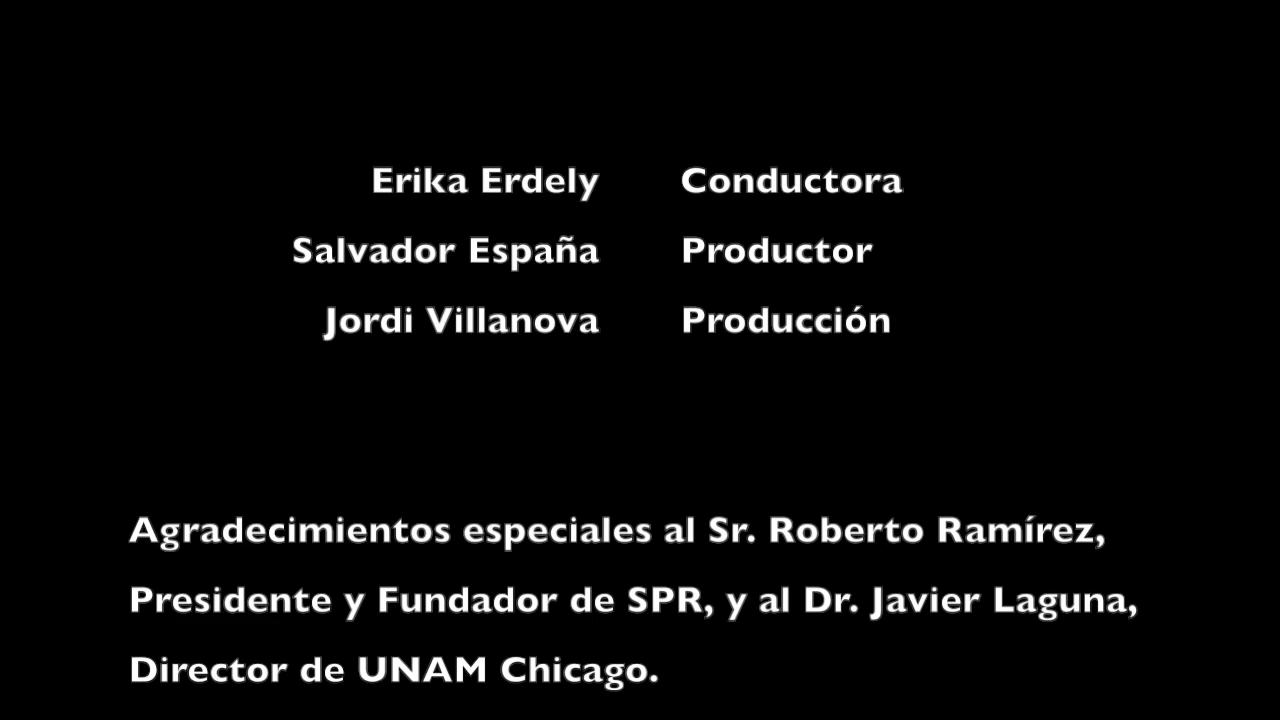 Erika Erdely Conductora
Salvador España Productor
Jordi Villanova Producción
Agradecimientos especiales al Sr. Roberto Ramírez,
Presidente y Fundador de SPR, y al Dr. Javier Laguna,
Director de UNAM Chicago.